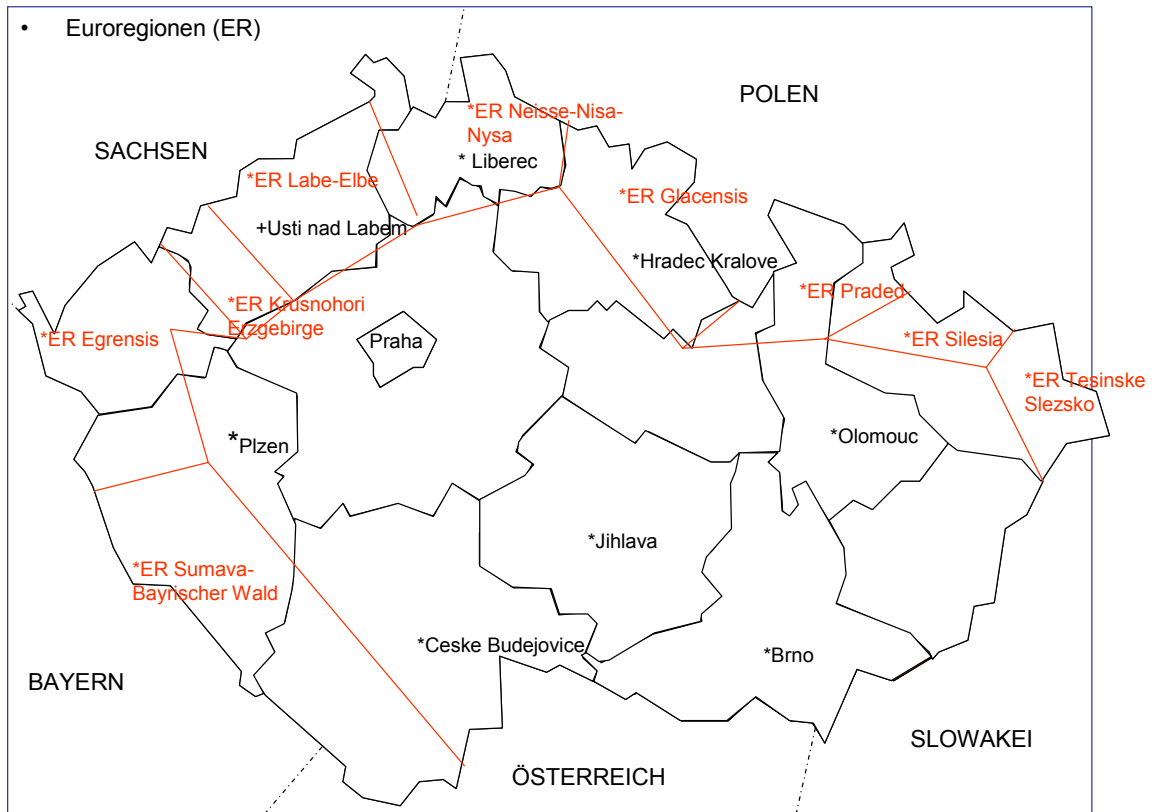 • Euroregionen (ER)
POLEN
SACHSEN
*ER Neisse-Nisa-
Nysa
* Liberec
*ER Labe-Elbe
*ER Glacensis
+Usti nad Labem
*Hradec Kralove
*ER Krusnohori
Erzgebirge
*ER Praded
*ER Egrensis
Praha
*ER Silesia
*ER Tesinske
Slezsko
*Plzen
*Olomouc
*Jihlava
*ER Sumava-
Bayrischer Wald
*Ceske Budejovice
*Brno
BAYERN
SLOWAKEI
ÖSTERREICH